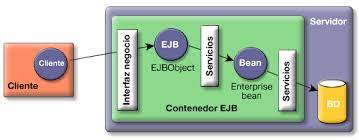 Servidor
Cliente
Cliente
Interfaz negocio
EJB
EJBObject
Servicios
Bean
Enterprise
bean
Servicios
BD
Contenedor EJB